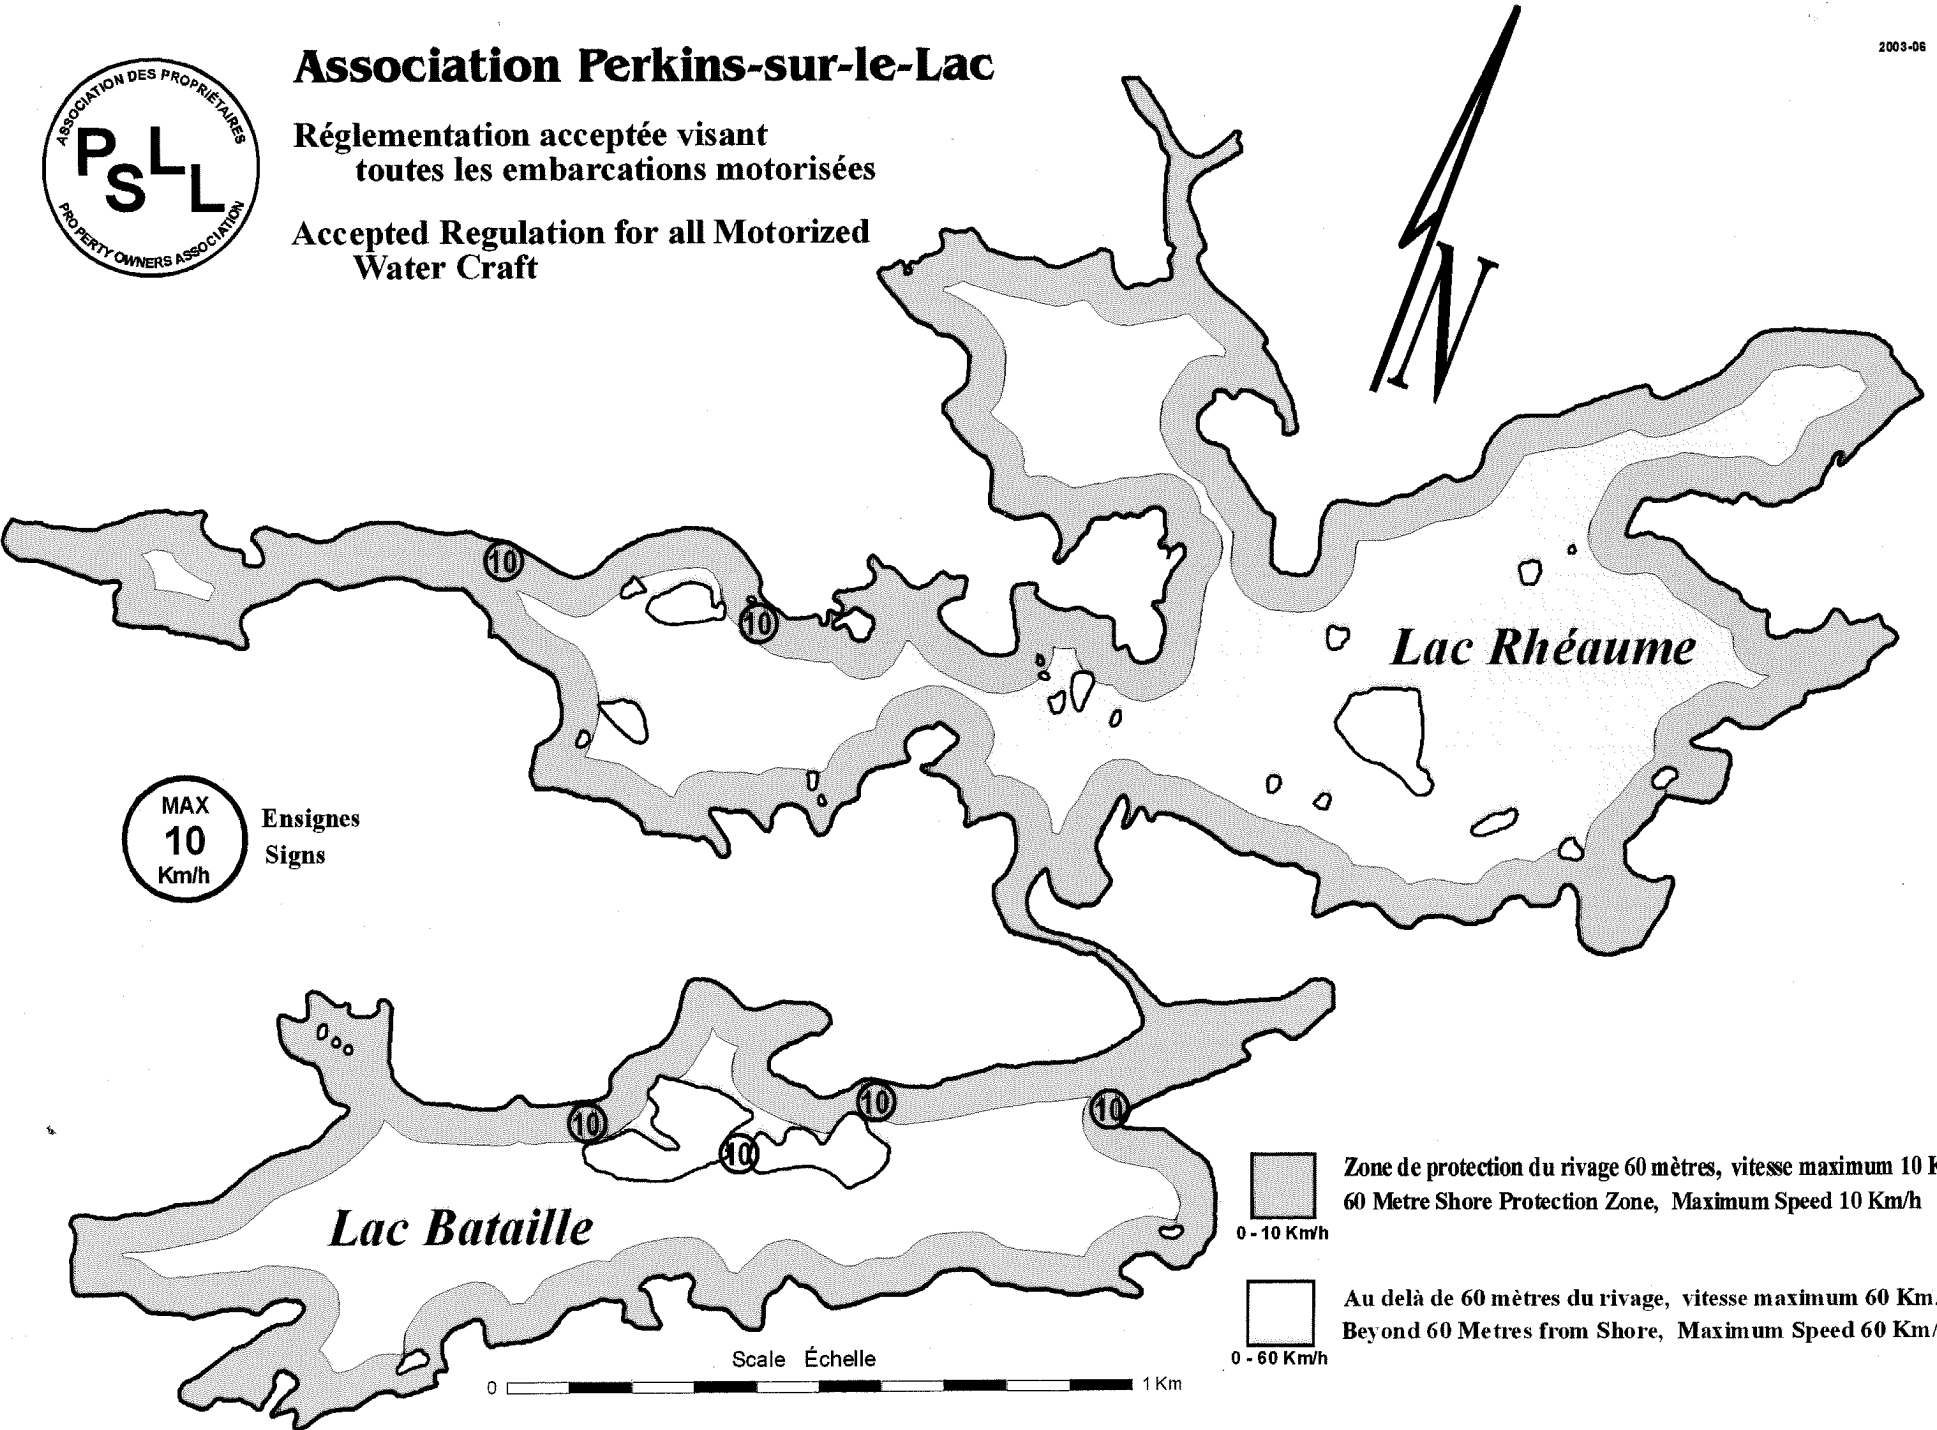 2003-06
ASSOCIATION DES PROPRIÉTAIRES
PSLL
PROPERTY OWNERS ASSOCIATION
Association Perkins-sur-le-Lac
Réglementation acceptée visant
toutes les embarcations motorisées
Accepted Regulation for all Motorized
Water Craft
N
10
10
Lac Rhéaume
MAX
10
Km/h
Ensignes
Signs
10
10
10
10
Lac Bataille
Zone de protection du rivage 60 mètres, vitesse maximum 10 K
60 Metre Shore Protection Zone, Maximum Speed 10 Km/h
0 - 10 Km/h
Au delà de 60 mètres du rivage, vitesse maximum 60 Km
Beyond 60 Metres from Shore, Maximum Speed 60 Km/
0 - 60 Km/h
Scale Échelle
0
1 Km